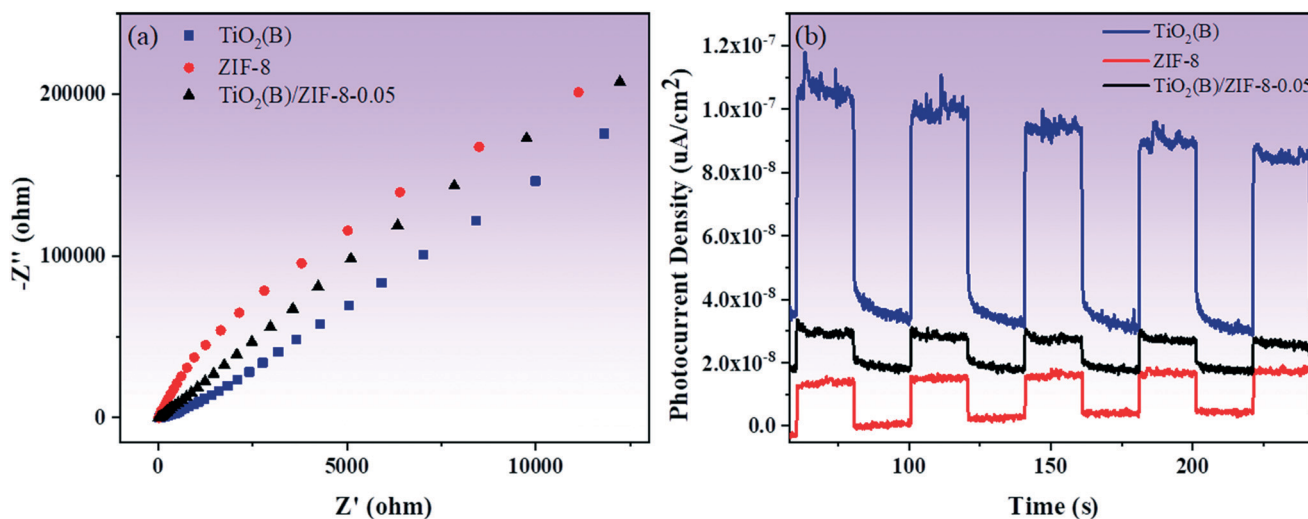 (a)
TiO2(B)
ZIF-8
TiO2(B)/ZIF-8-0.05
200000
100000
0
-Z'' (ohm)
0
5000
10000
Z' (ohm)
(b)
TiO2(B)
ZIF-8
TiO2(B)/ZIF-8-0.05
1.2x10-7
1.0x10-7
8.0x10-8
6.0x10-8
4.0x10-8
2.0x10-8
0.0
Photocurrent Density (uA/cm2)
100
150
200
Time (s)